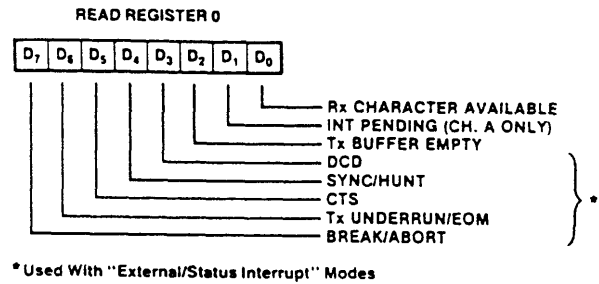 READ REGISTER 0
D7 D6 D5 D4 D3 D2 D1 D0
Rx CHARACTER AVAILABLE
INT PENDING (CH. A ONLY)
Tx BUFFER EMPTY
DCD
SYNC/HUNT
CTS
Tx UNDERRUN/EOM
BREAK/ABORT
*
*Used With "External/Status Interrupt" Modes